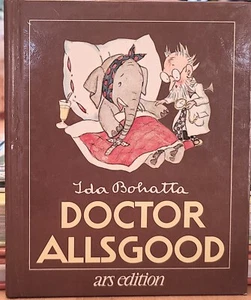 Ida Bohatta
DOCTOR
ALLSGOOD
ars edition